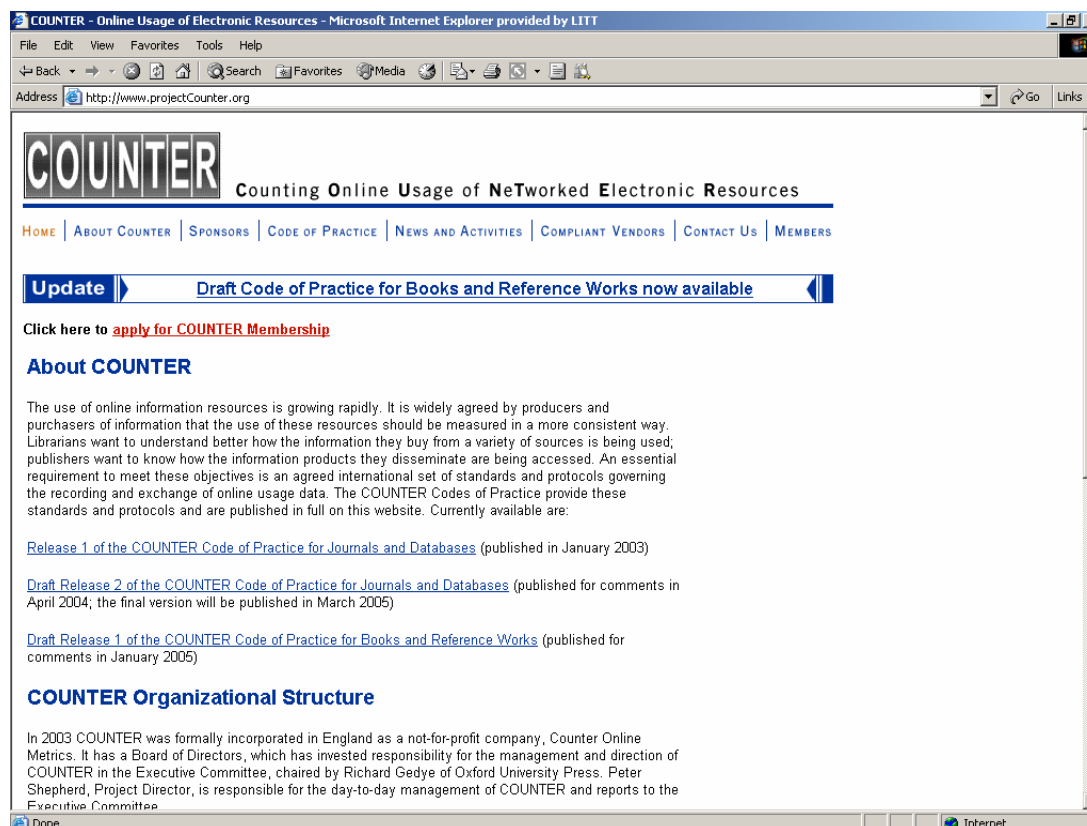 COUNTER - Online Usage of Electronic Resources - Microsoft Internet Explorer provided by LITT
File Edit View Favorites Tools Help
Back Search Favorites Media
Address http://www.projectCounter.org Go Links
COUNTER
Counting Online Usage of NeTworked Electronic Resources
HOME | ABOUT COUNTER | SPONSORS | CODE OF PRACTICE | NEWS AND ACTIVITIES | COMPLIANT VENDORS | CONTACT US | MEMBERS
Update Draft Code of Practice for Books and Reference Works now available
Click here to apply for COUNTER Membership
About COUNTER
The use of online information resources is growing rapidly. It is widely agreed by producers and
purchasers of information that the use of these resources should be measured in a more consistent way.
Librarians want to understand better how the information they buy from a variety of sources is being used;
publishers want to know how the information products they disseminate are being accessed. An essential
requirement to meet these objectives is an agreed international set of standards and protocols governing
the recording and exchange of online usage data. The COUNTER Codes of Practice provide these
standards and protocols and are published in full on this website. Currently available are:
Release 1 of the COUNTER Code of Practice for Journals and Databases (published in January 2003)
Draft Release 2 of the COUNTER Code of Practice for Journals and Databases (published for comments in
April 2004; the final version will be published in March 2005)
Draft Release 1 of the COUNTER Code of Practice for Books and Reference Works (published for
comments in January 2005)
COUNTER Organizational Structure
In 2003 COUNTER was formally incorporated in England as a not-for-profit company, Counter Online
Metrics. It has a Board of Directors, which has invested responsibility for the management and direction of
COUNTER in the Executive Committee, chaired by Richard Gedye of Oxford University Press. Peter
Shepherd, Project Director, is responsible for the day-to-day management of COUNTER and reports to the
Executive Committee
Done Internet